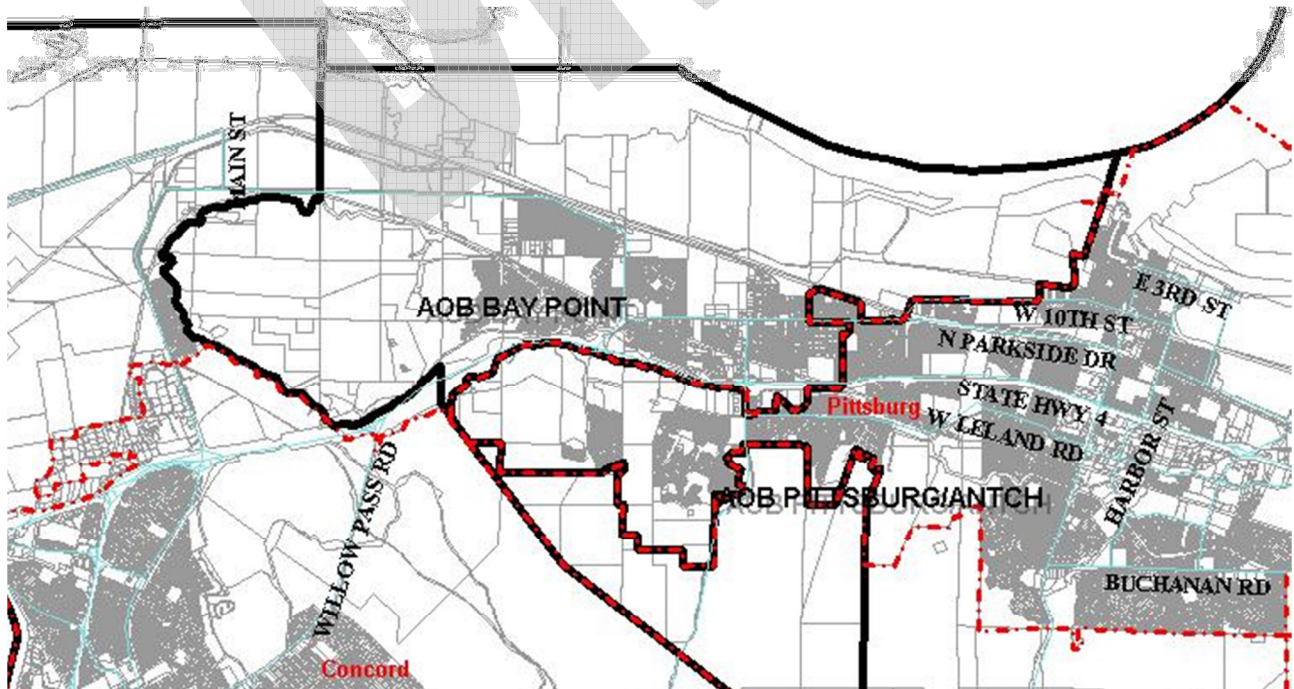 MAIN ST
AOB BAY POINT
E 3RD ST
W 10TH ST
N PARKSIDE DR
STATE HWY 4
Pittsburg
W LELAND RD
HARBOR ST
AOB PITTSBURG/ANTCH
WILLOW PASS RD
BUCHANAN RD
Concord